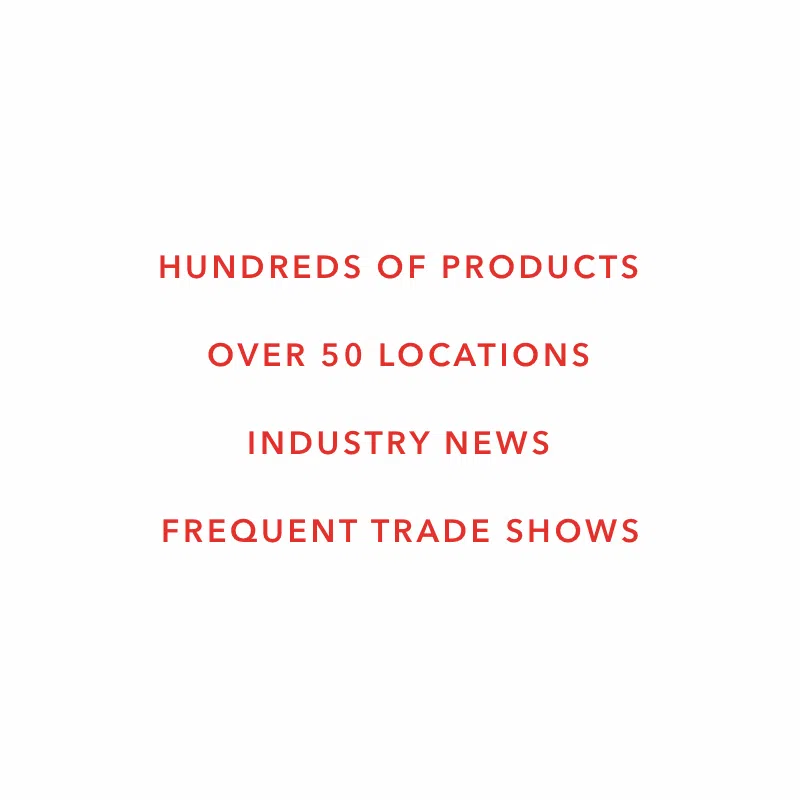 HUNDREDS OF PRODUCTS
OVER 50 LOCATIONS
INDUSTRY NEWS
FREQUENT TRADE SHOWS